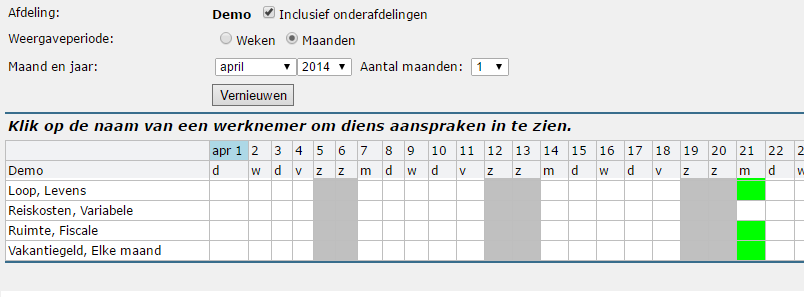 Afdeling: Demo Inclusief onderafdelingen
Weergaveperiode: Weken Maanden
Maand en jaar: april 2014 Aantal maanden: 1
Vernieuwen
Klik op de naam van een werknemer om diens aanspraken in te zien.
apr 1 2 3 4 5 6 7 8 9 10 11 12 13 14 15 16 17 18 19 20 21 22 2
Demo d w d v z z m d w d v z z m d w d v z z m d w
Loop, Levens
Reiskosten, Variabele
Ruimte, Fiscale
Vakantiegeld, Elke maand